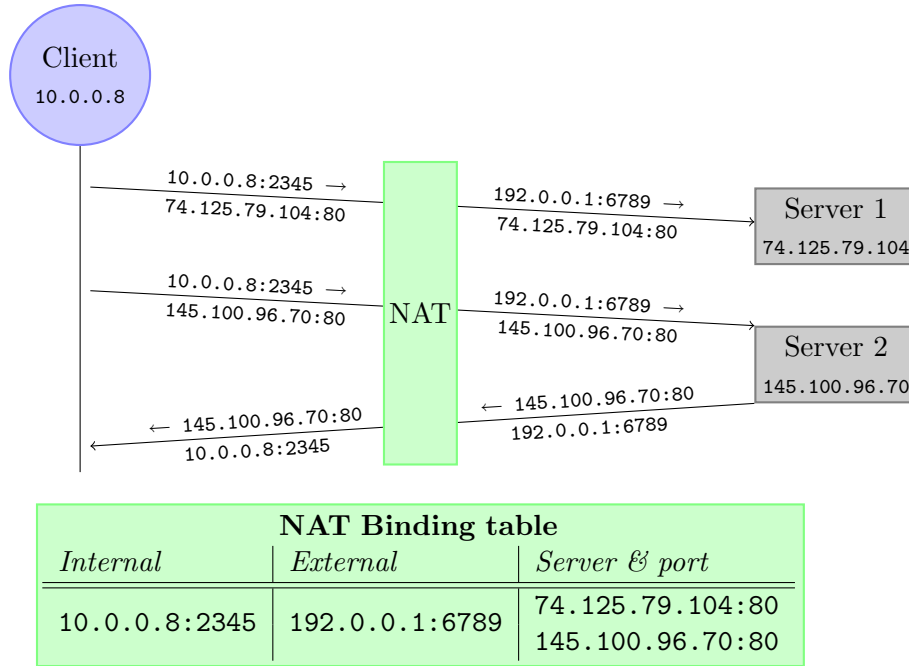 Client
10.0.0.8
10.0.0.8:2345 →
74.125.79.104:80
192.0.0.1:6789 →
74.125.79.104:80
Server 1
74.125.79.104
10.0.0.8:2345 →
145.100.96.70:80
NAT
192.0.0.1:6789 →
145.100.96.70:80
Server 2
145.100.96.70
← 145.100.96.70:80
10.0.0.8:2345
← 145.100.96.70:80
192.0.0.1:6789
NAT Binding table
Internal External Server & port
10.0.0.8:2345 192.0.0.1:6789 74.125.79.104:80
145.100.96.70:80